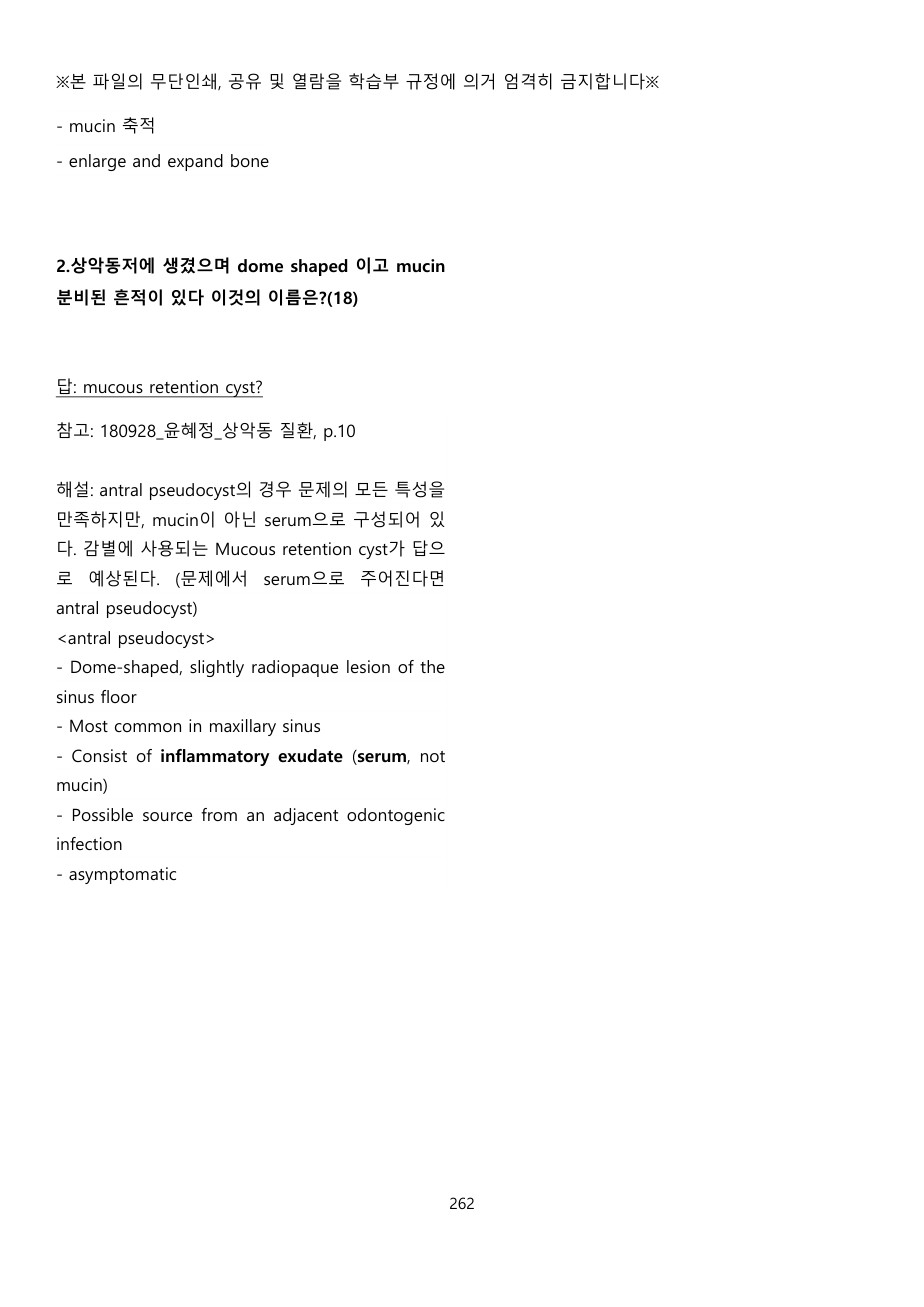 ※본 파일의 무단인쇄, 공유 및 열람을 학습부 규정에 의거 엄격히 금지합니다※
- mucin 축적
- enlarge and expand bone
2.상악동저에 생겼으며 dome shaped 이고 mucin
분비된 흔적이 있다 이것의 이름은?(18)
답: mucous retention cyst?
참고: 180928_윤혜정_상악동 질환, p.10
해설: antral pseudocyst의 경우 문제의 모든 특성을
만족하지만, mucin이 아닌 serum으로 구성되어 있
다. 감별에 사용되는 Mucous retention cyst가 답으
로 예상된다. (문제에서 serum으로 주어진다면
antral pseudocyst)
<antral pseudocyst>
- Dome-shaped, slightly radiopaque lesion of the
sinus floor
- Most common in maxillary sinus
- Consist of inflammatory exudate (serum, not
mucin)
- Possible source from an adjacent odontogenic
infection
- asymptomatic
262